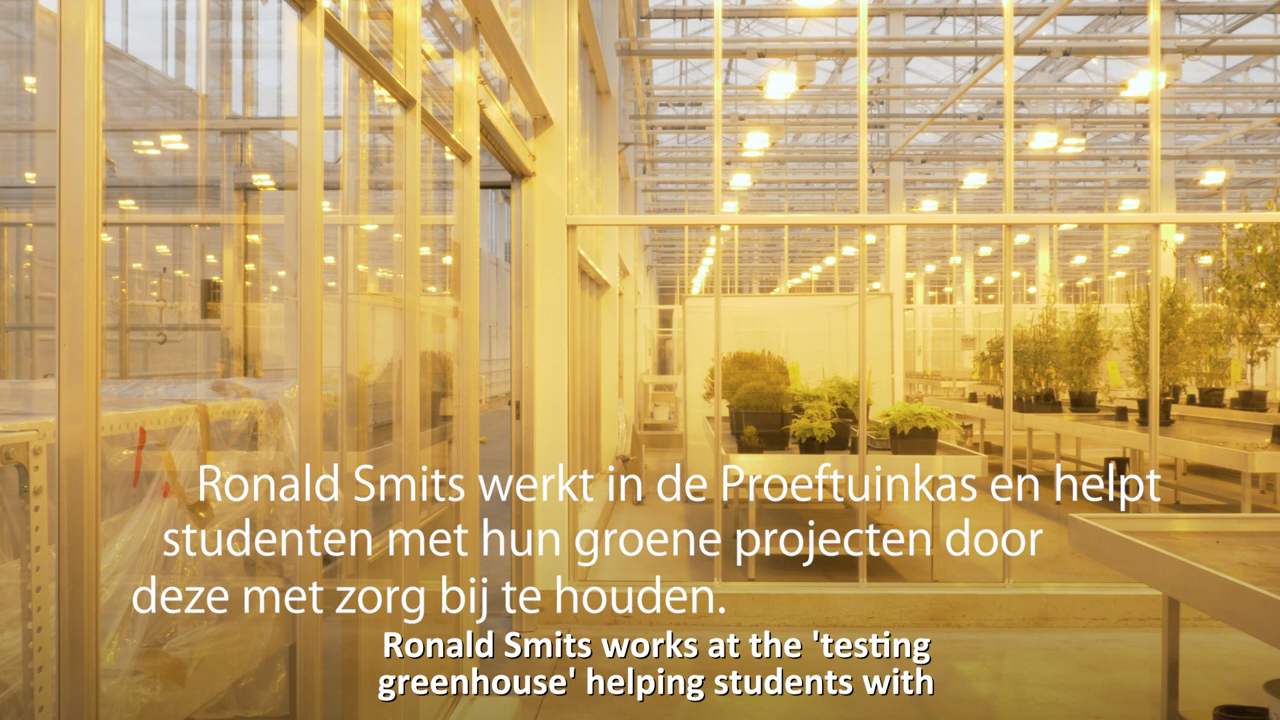 Ronald Smits werkt in de Proeftuinkas en helpt
studenten met hun groene projecten door
deze met zorg bij te houden.
Ronald Smits works at the 'testing
greenhouse' helping students with